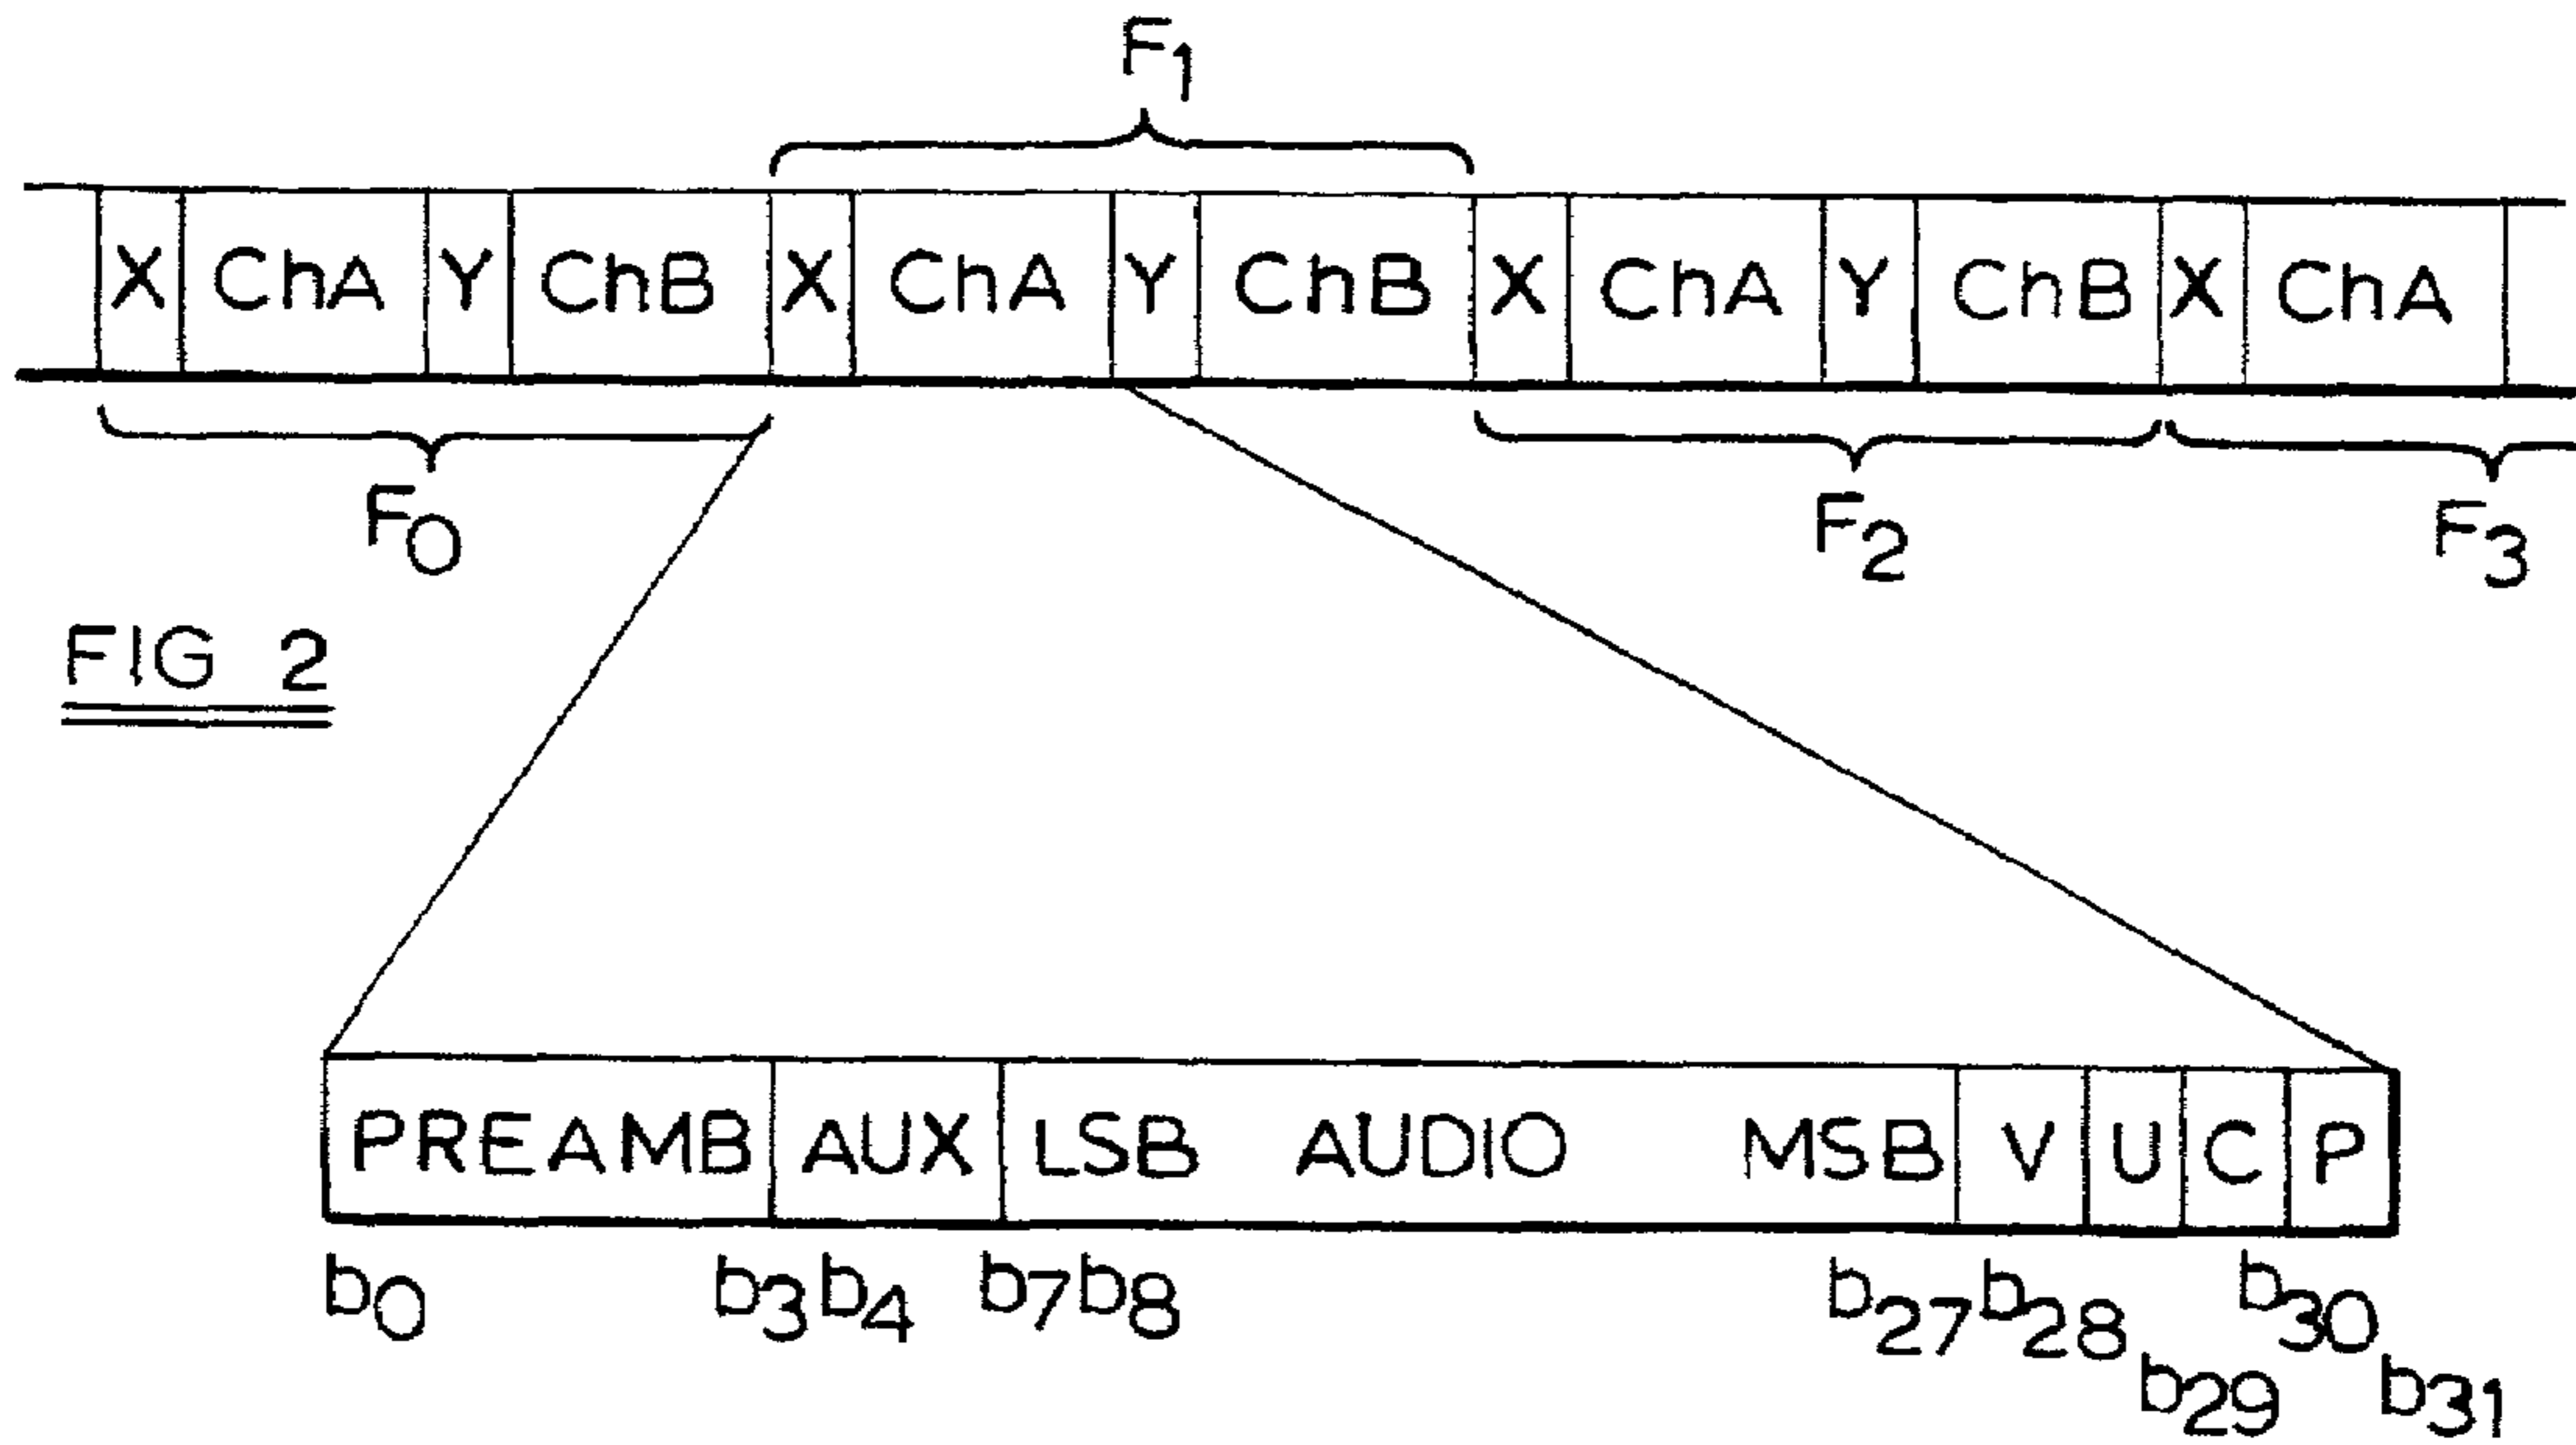 F1
X ChA Y ChB X ChA Y ChB X ChA Y ChB X ChA
F0 F2 F3
FIG 2
PREAMB AUX LSB AUDIO MSB V U C P
b0 b3 b4 b7 b8 b27 b28 b29 b30 b31